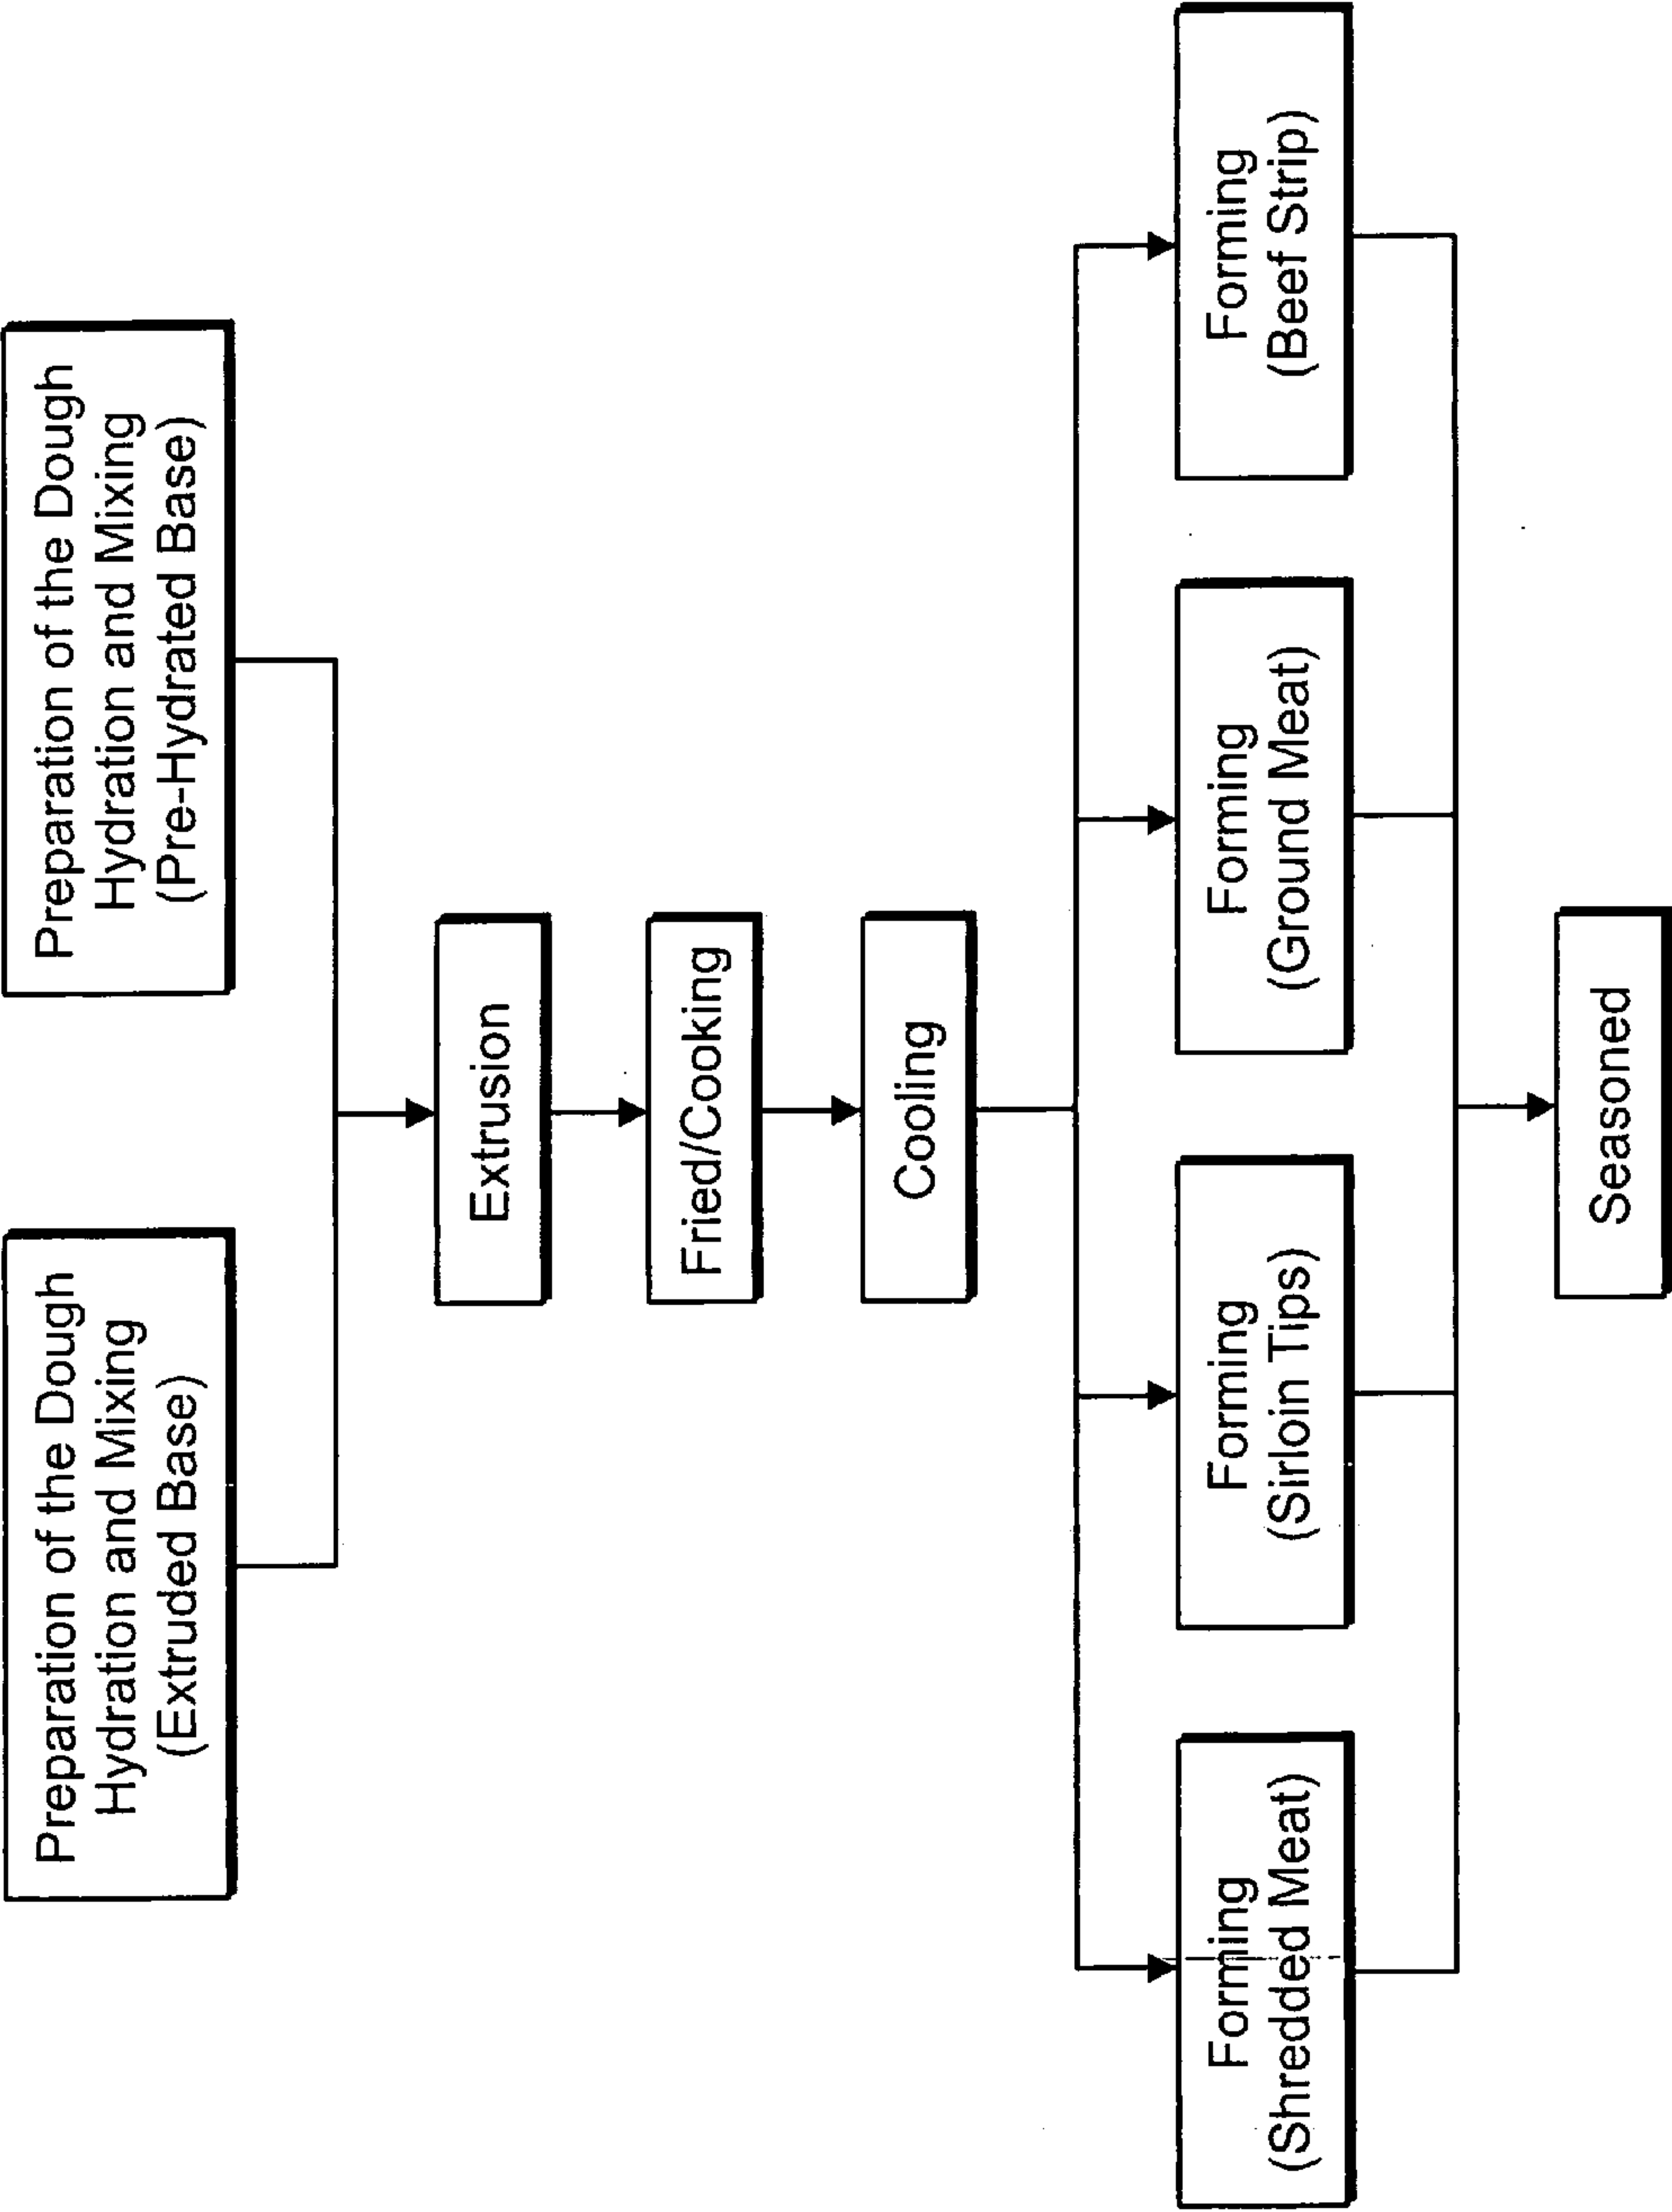 Preparation of the Dough
Hydration and Mixing
(Extruded Base)
Preparation of the Dough
Hydration and Mixing
(Pre-Hydrated Base)
Extrusion
Fried/Cooking
Cooling
Forming
(Shredded Meat)
Forming
(Sirloin Tips)
Forming
(Ground Meat)
Forming
(Beef Strip)
Seasoned